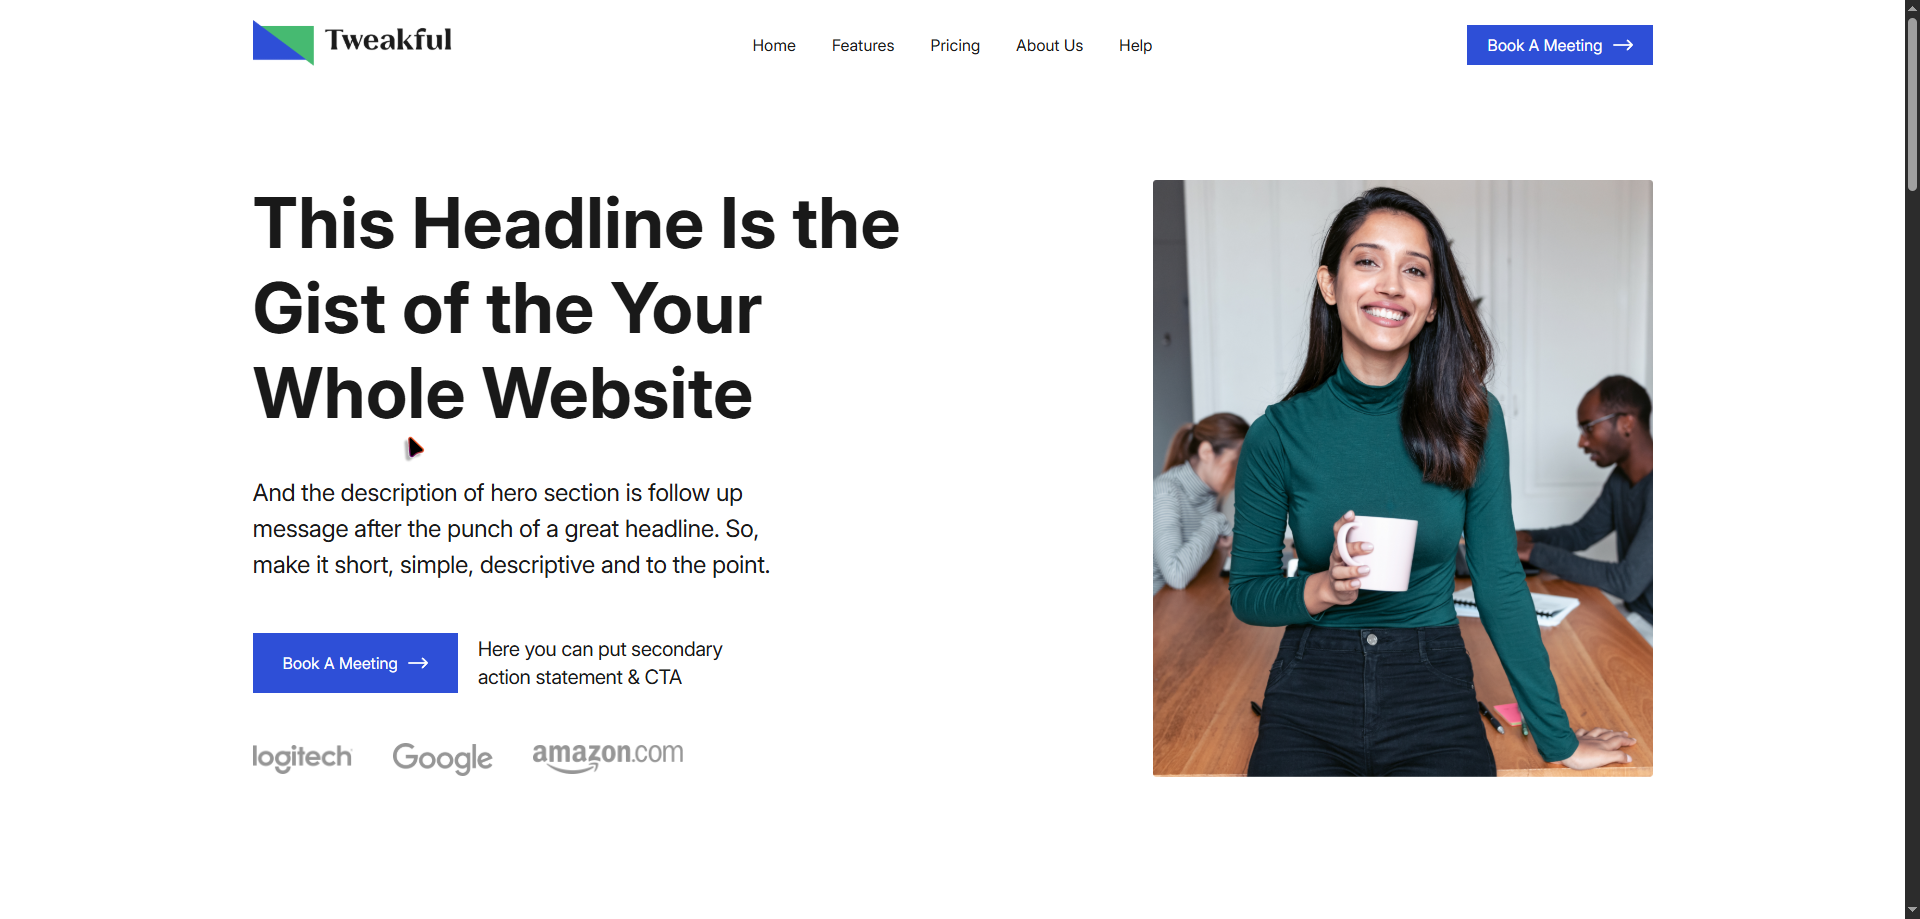 Tweakful
Home
Features
Pricing
About Us
Help
Book A Meeting
This Headline Is the
Gist of the Your
Whole Website
And the description of hero section is follow up
message after the punch of a great headline. So,
make it short, simple, descriptive and to the point.
Book A Meeting
Here you can put secondary
action statement & CTA
logitech
Google
amazon.com